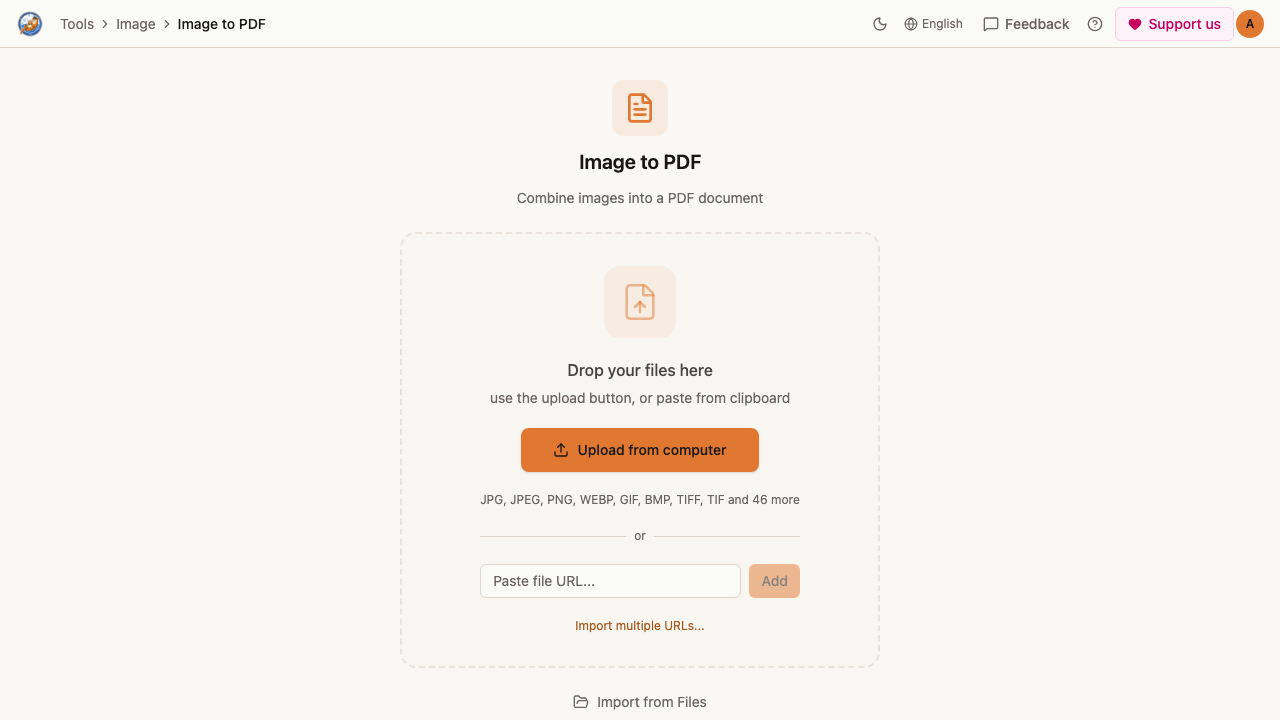 Tools > Image > Image to PDF
English
Feedback
Support us
A
Image to PDF
Combine images into a PDF document
Drop your files here
use the upload button, or paste from clipboard
Upload from computer
JPG, JPEG, PNG, WEBP, GIF, BMP, TIFF, TIF and 46 more
or
Paste file URL...
Add
Import multiple URLs...
Import from Files